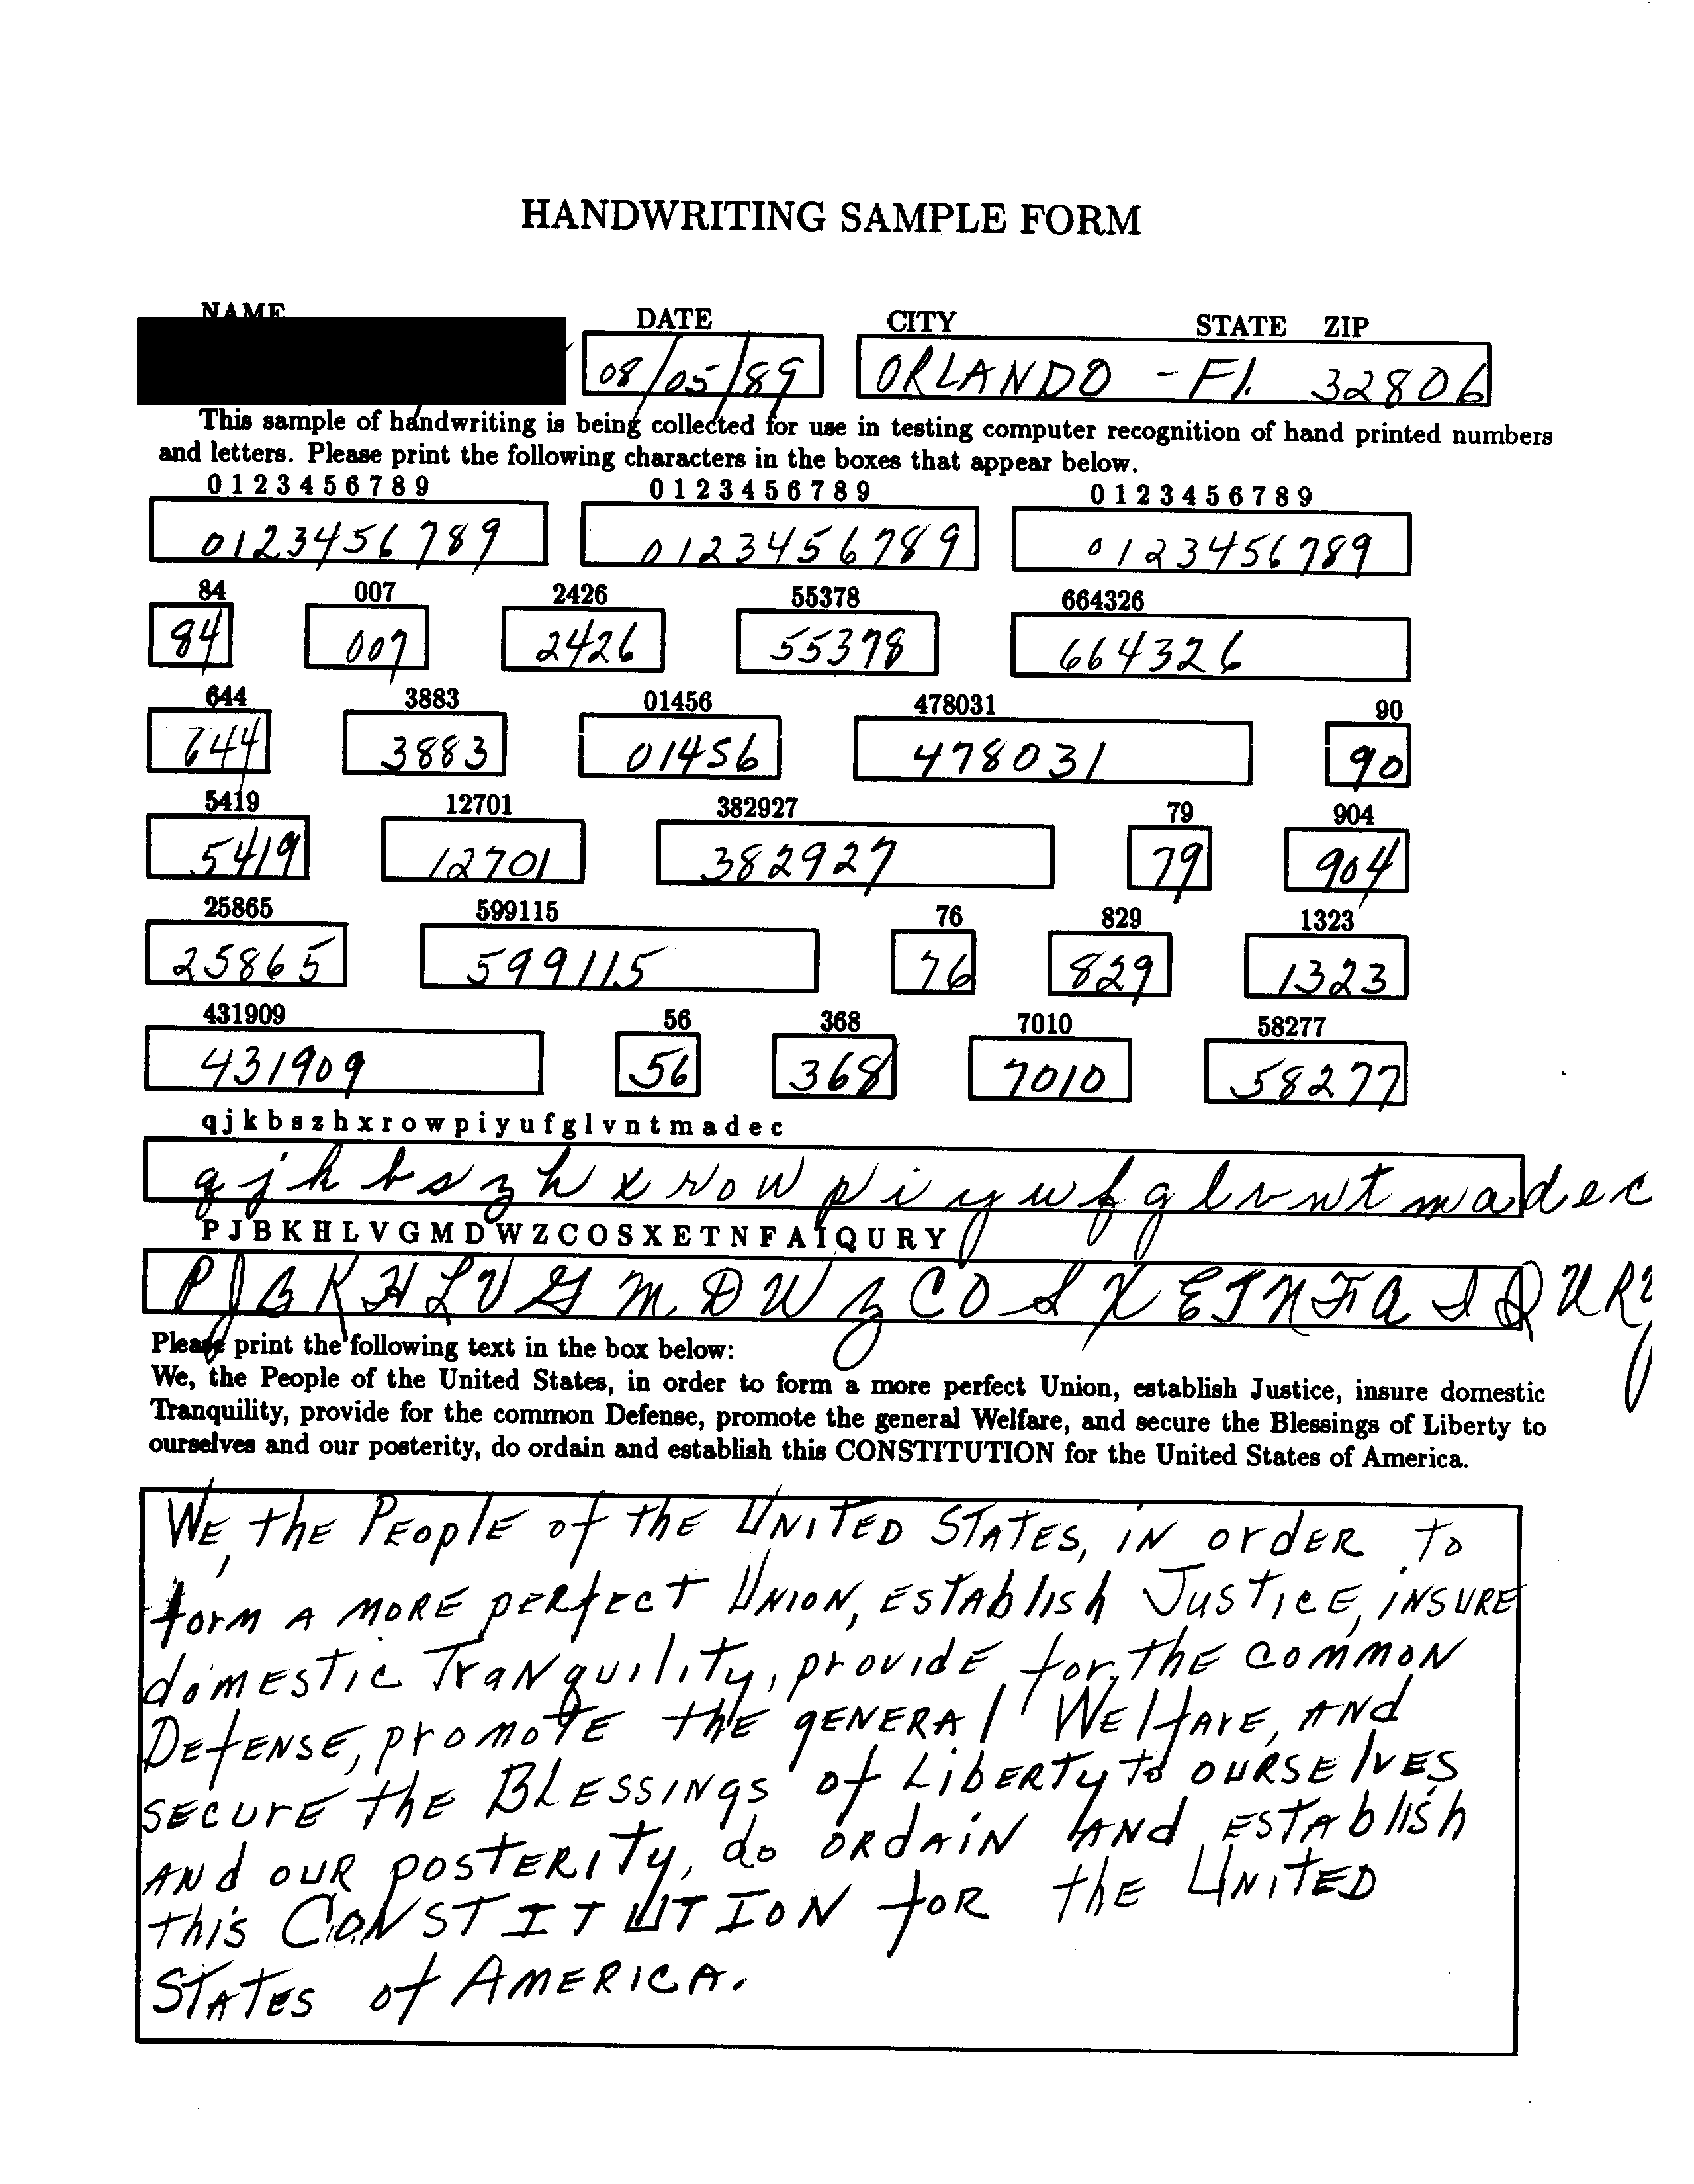 HANDWRITING SAMPLE FORM
NAME DATE CITY STATE ZIP
08/05/89 ORLANDO - Fl. 32806
This sample of handwriting is being collected for use in testing computer recognition of hand printed numbers
and letters. Please print the following characters in the boxes that appear below.
0 1 2 3 4 5 6 7 8 9 0 1 2 3 4 5 6 7 8 9 0 1 2 3 4 5 6 7 8 9
0123456789 0123456789 0123456789
84 007 2426 55378 664326
84 007 2426 55378 664326
644 3883 01456 478031 90
644 3883 01456 478031 90
5419 12701 382927 79 904
5419 12701 382927 79 904
25865 599115 76 829 1323
25865 599115 76 829 1323
431909 56 368 7010 58277
431909 56 368 7010 58277
q j k b s z h x r o w p i y u f g l v n t m a d e c
q j k b s z h x r o w p i y u f g l v n t m a d e c
P J B K H L V G M D W Z C O S X E T N F A I Q U R Y
P J B K H L V G M. D W Z C O S X E T N F A I Q U R Y
Please print the following text in the box below:
We, the People of the United States, in order to form a more perfect Union, establish Justice, insure domestic
Tranquility, provide for the common Defense, promote the general Welfare, and secure the Blessings of Liberty to
ourselves and our posterity, do ordain and establish this CONSTITUTION for the United States of America.
WE, thE PEoplE of thE UNITED STATES, iN ordER to
forM A MORE pERfECT UNION, ESTAblISh JUSTICE, iNSURE
doMESTIC TRaNquiliTy, providE for the COMMON
DEfENSE, proMOTE thE gENERAl WElfArE, ANd
SECUrE thE BLESSINgS of LibERTy to OURSElVES
ANd OUR pOSTERITy, do ORdAiN ANd ESTAblISh
this CONSTITUTION foR thE UNITED
STATES of AMERICA.